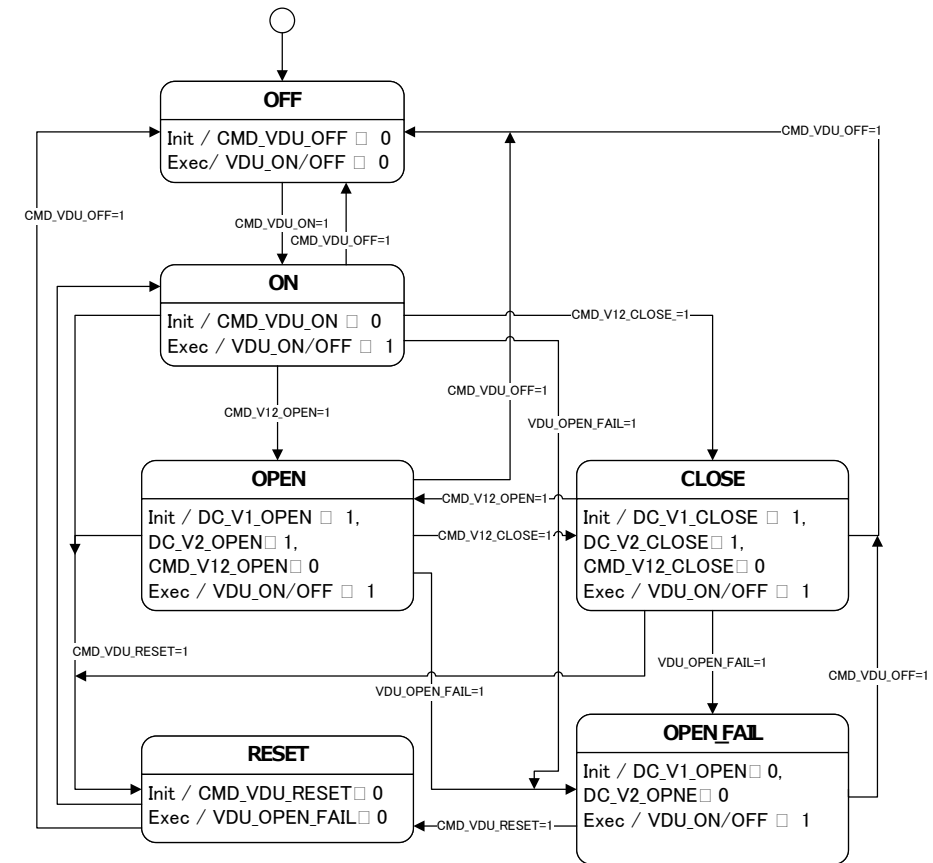 OFF
Init / CMD_VDU_OFF □ 0
Exec/ VDU_ON/OFF □ 0
CMD_VDU_OFF=1
CMD_VDU_OFF=1
CMD_VDU_ON=1
CMD_VDU_OFF=1
ON
Init / CMD_VDU_ON □ 0
Exec / VDU_ON/OFF □ 1
CMD_V12_CLOSE_=1
CMD_VDU_OFF=1
CMD_V12_OPEN=1
VDU_OPEN_FAIL=1
OPEN
Init / DC_V1_OPEN □ 1,
DC_V2_OPEN□ 1,
CMD_V12_OPEN□ 0
Exec / VDU_ON/OFF □ 1
CMD_V12_OPEN=1
CMD_V12_CLOSE=1
CLOSE
Init / DC_V1_CLOSE □ 1,
DC_V2_CLOSE□ 1,
CMD_V12_CLOSE□ 0
Exec / VDU_ON/OFF □ 1
CMD_VDU_RESET=1
VDU_OPEN_FAIL=1
CMD_VDU_OFF=1
VDU_OPEN_FAIL=1
RESET
Init / CMD_VDU_RESET□ 0
Exec / VDU_OPEN_FAIL□ 0
CMD_VDU_RESET=1
OPEN_FAIL
Init / DC_V1_OPEN□ 0,
DC_V2_OPNE□ 0
Exec / VDU_ON/OFF □ 1